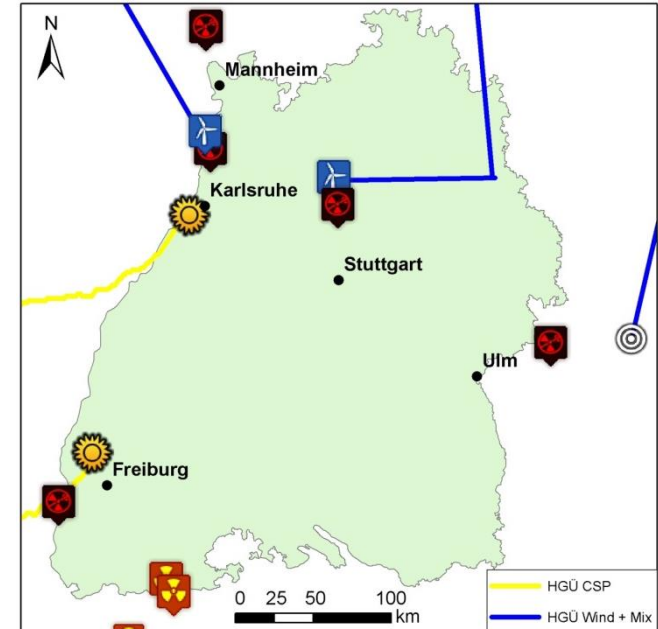 N
Mannheim
Karlsruhe
Stuttgart
Ulm
Freiburg
0 25 50 100
km
HGÜ CSP
HGÜ Wind + Mix